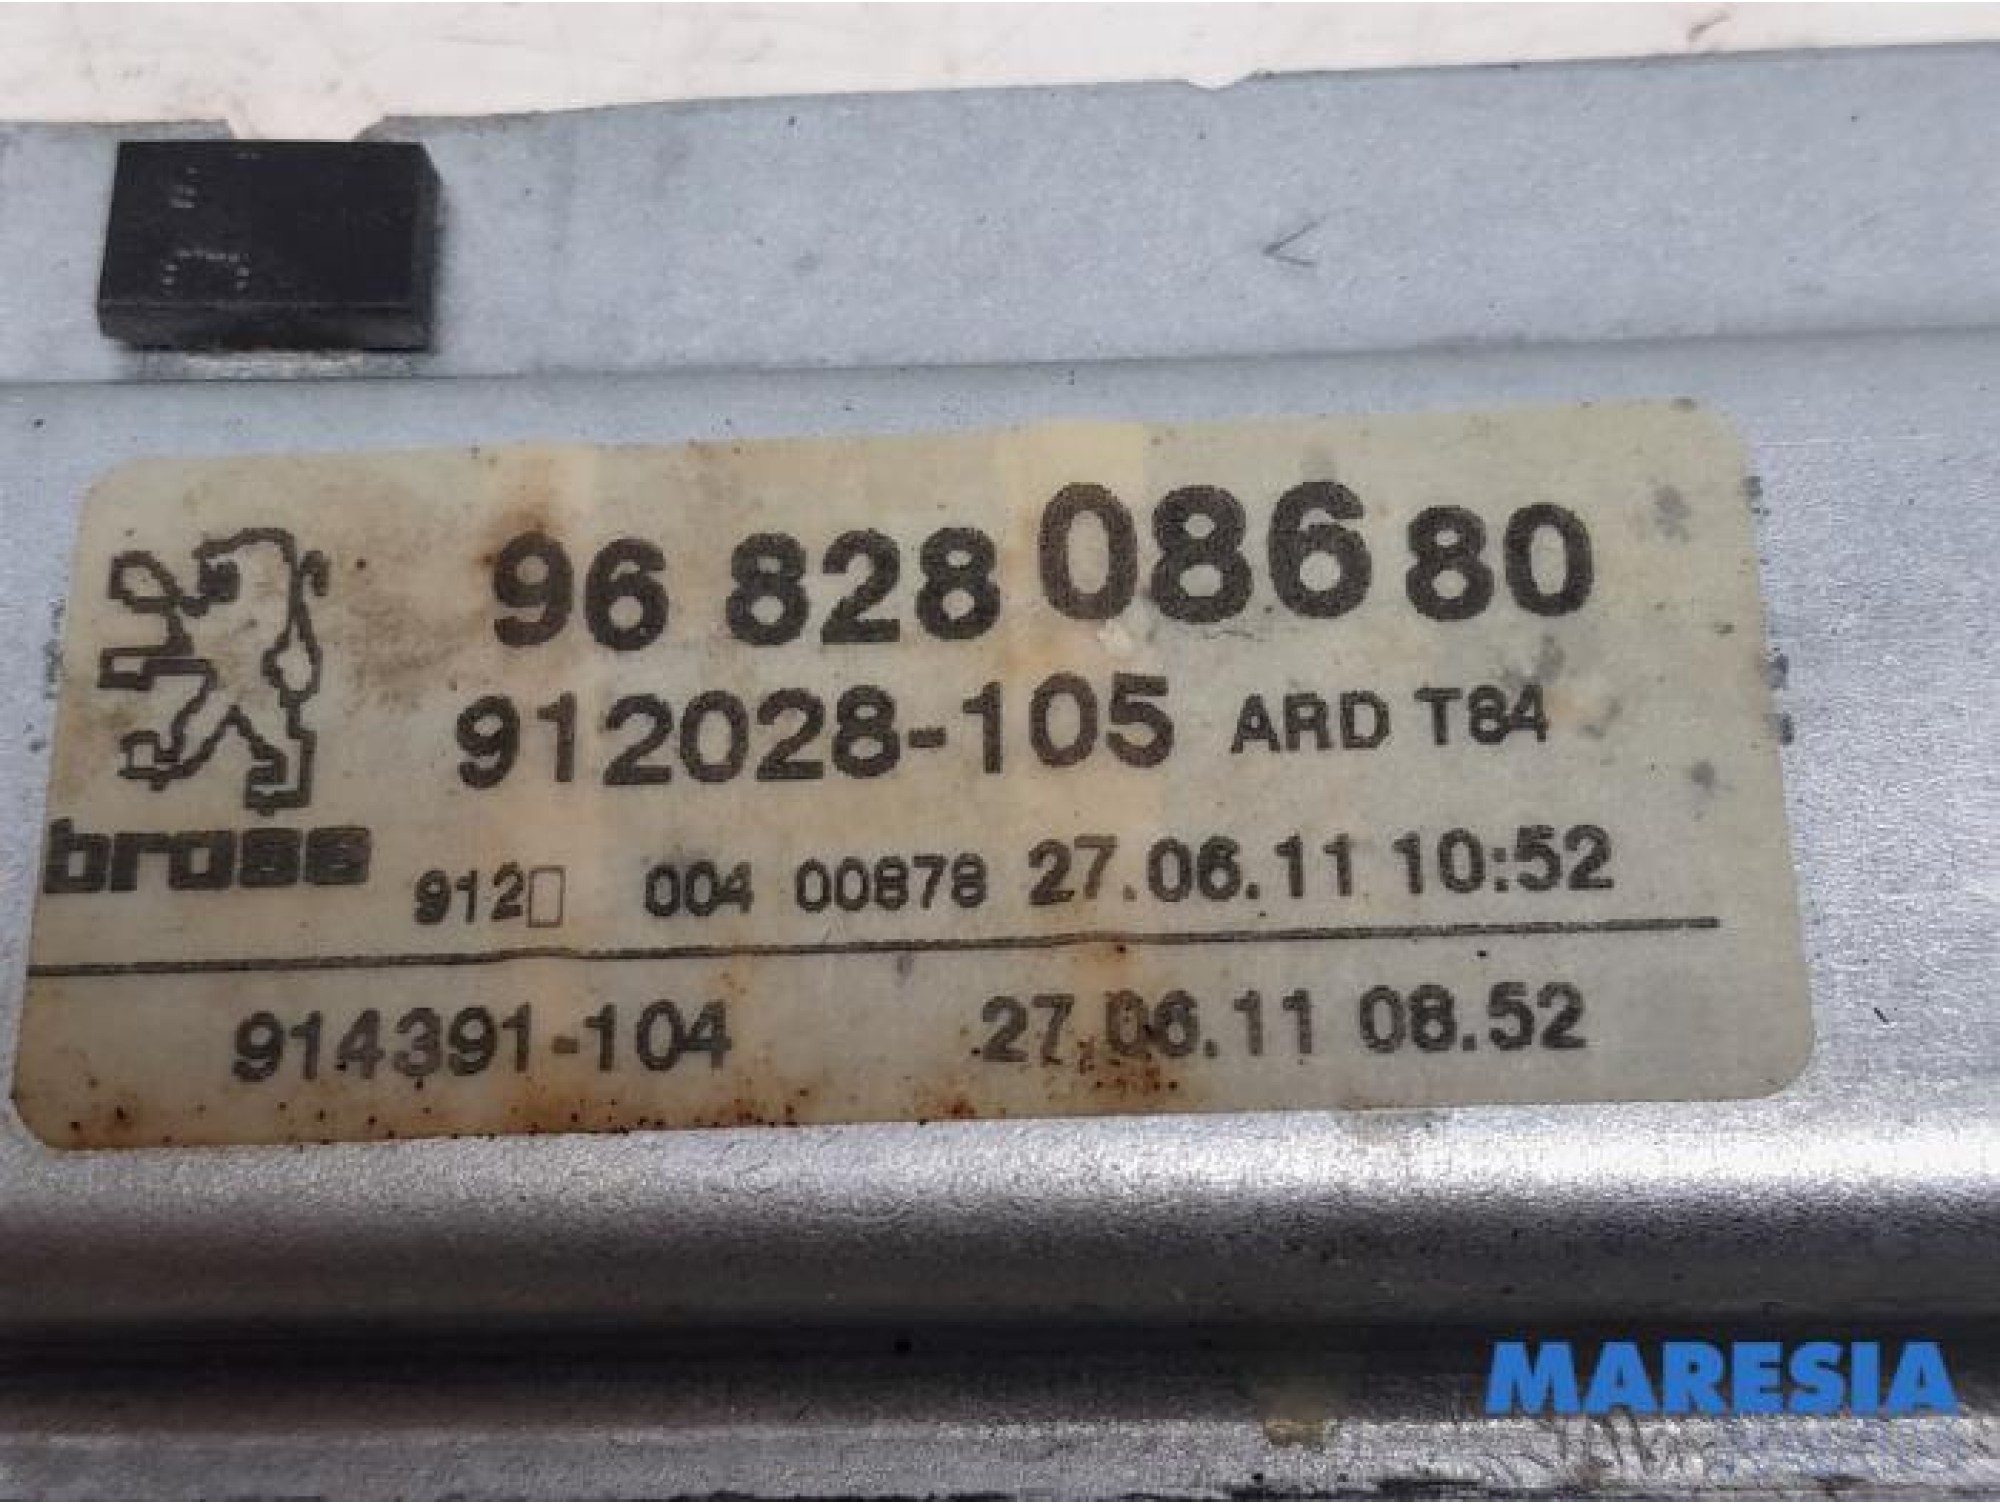 96 828 086 80
912028-105 ARD T84
brose
912 004 00878 27.06.11 10:52
914391-104 27.06.11 08.52
MARESIA